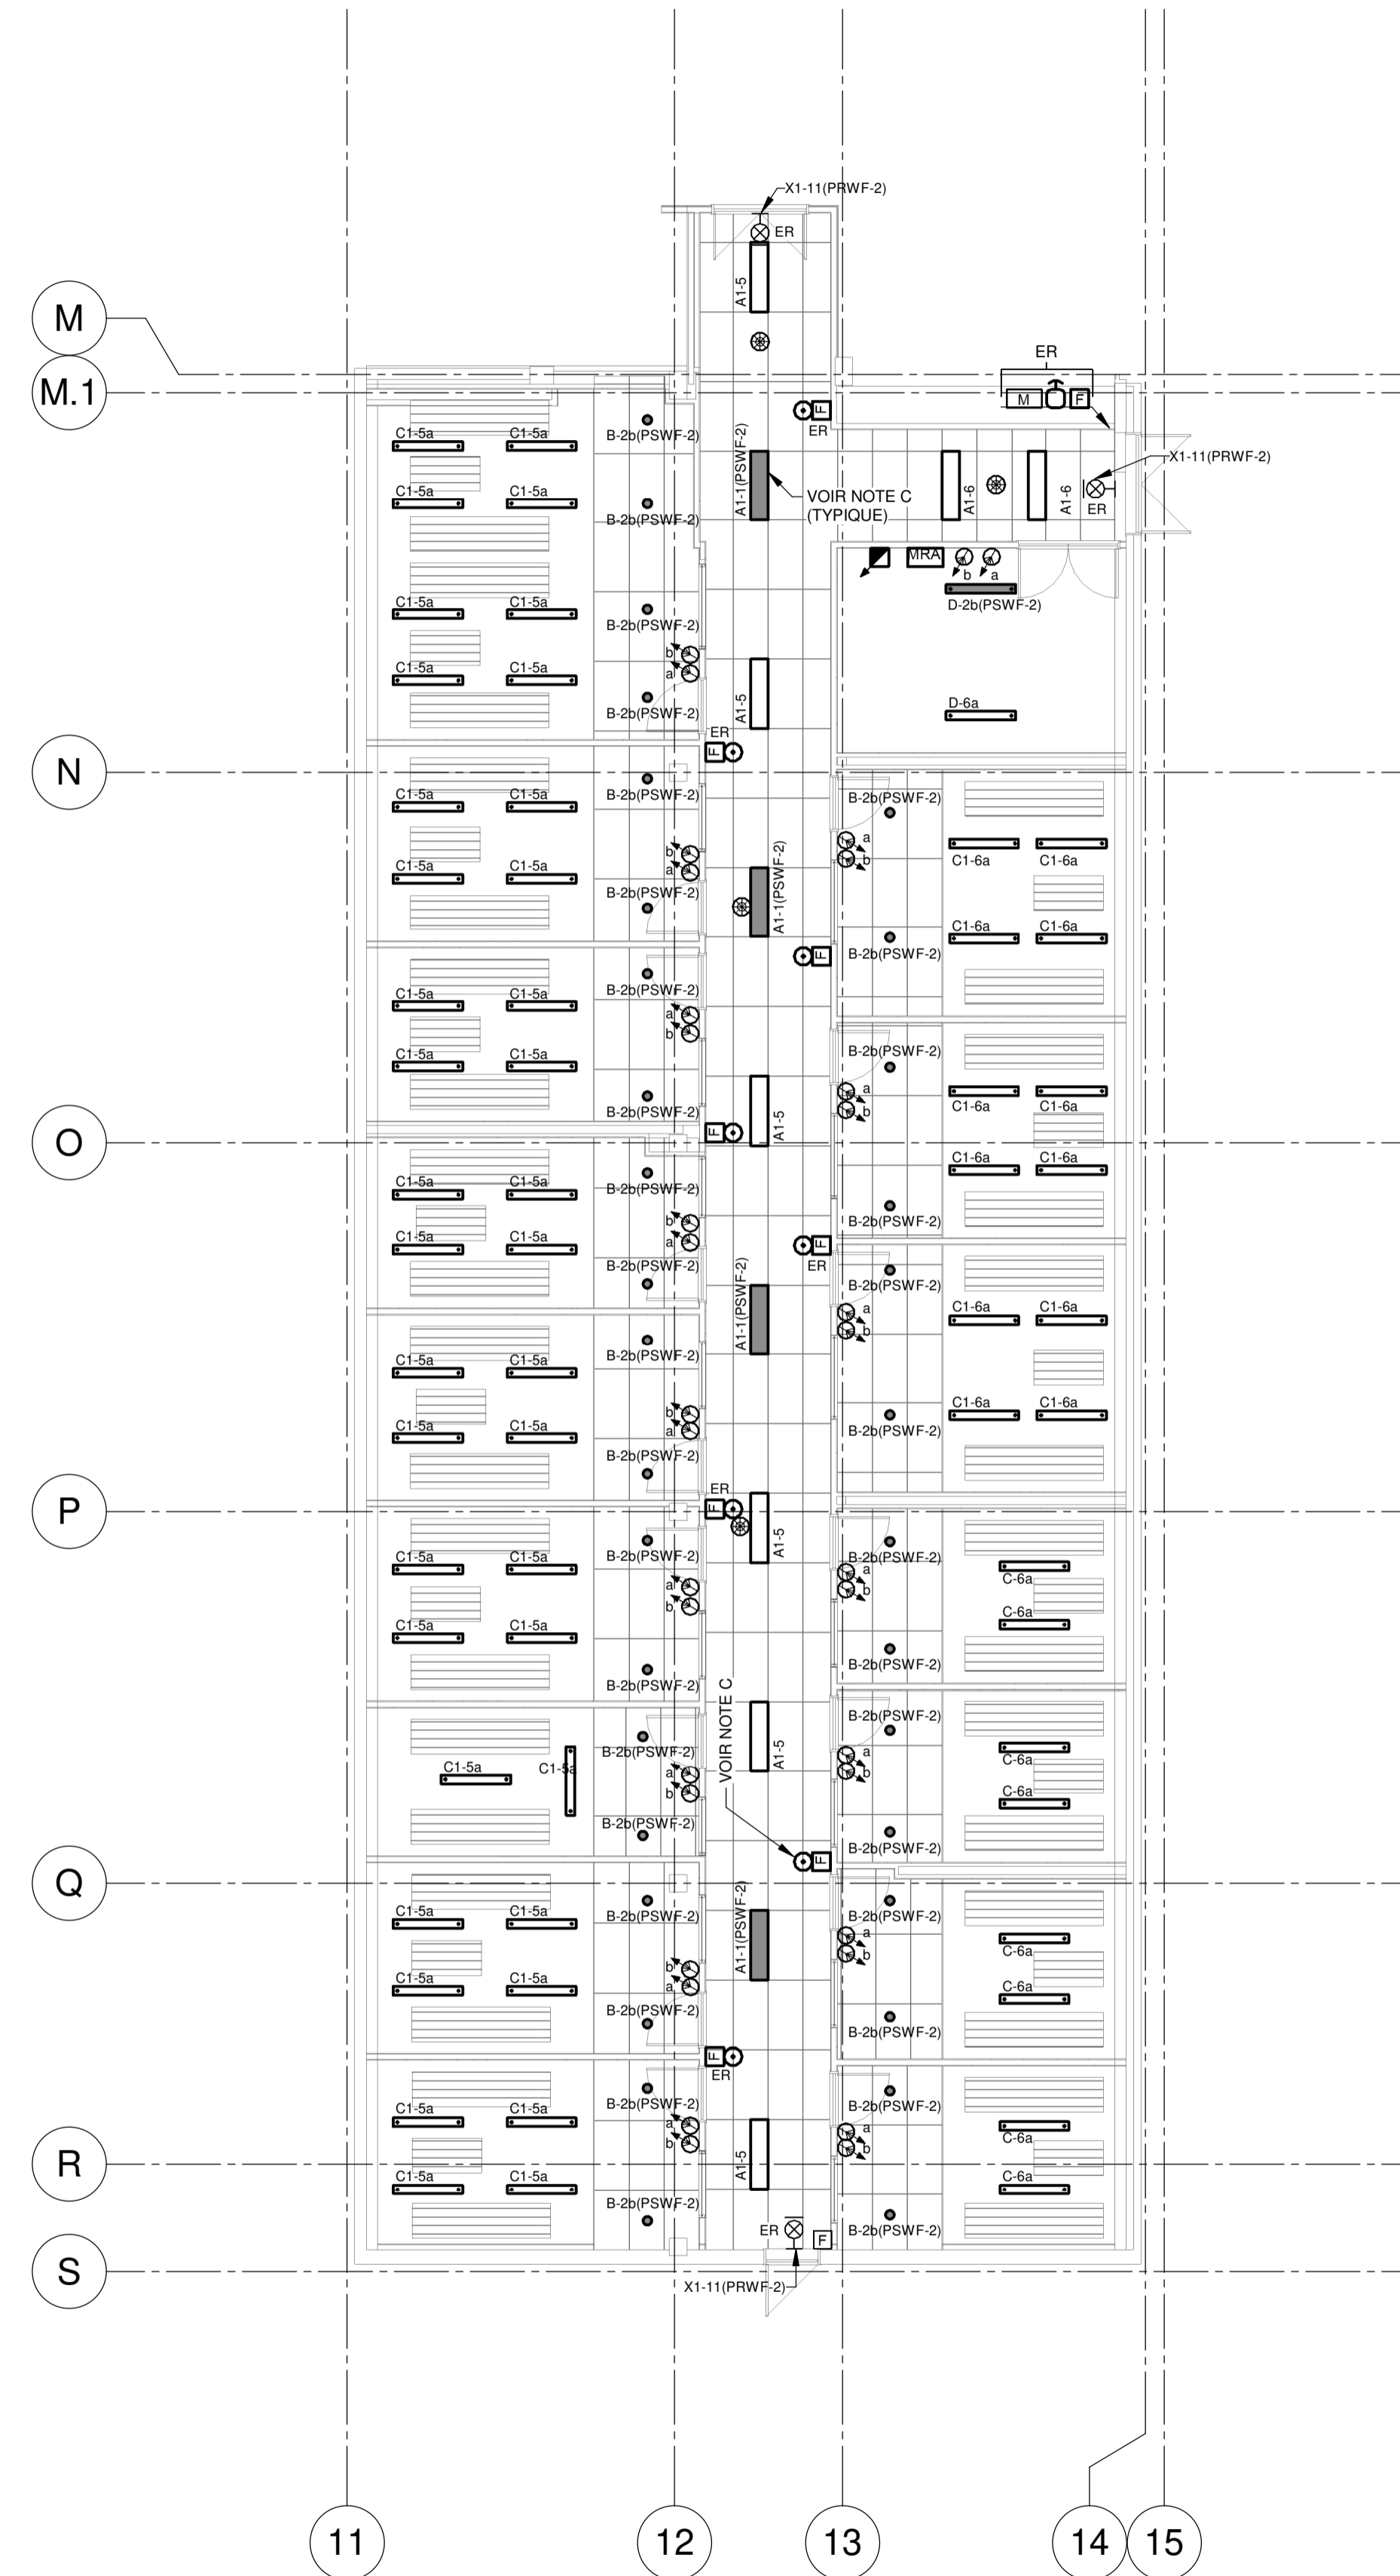 X1-11(PRWF-2)
ER
A1-5
M
ER
M.1
M F
F
ER
C1-5a C1-5a
B-2b(PSWF-2)
A1-1(PSWF-2)
X1-11(PRWF-2)
VOIR NOTE C
(TYPIQUE)
A1-6
A1-6
ER
C1-5a C1-5a
B-2b(PSWF-2)
MRA
b a
D-2b(PSWF-2)
C1-5a C1-5a
B-2b(PSWF-2)
b
a
C1-5a C1-5a
B-2b(PSWF-2)
A1-5
D-6a
ER
F
N
C1-5a C1-5a
B-2b(PSWF-2)
B-2b(PSWF-2)
a
b
C1-6a C1-6a
b
a
C1-5a C1-5a
B-2b(PSWF-2)
A1-1(PSWF-2)
C1-6a C1-6a
B-2b(PSWF-2)
F
C1-5a C1-5a
B-2b(PSWF-2)
a
b
C1-5a C1-5a
B-2b(PSWF-2)
B-2b(PSWF-2)
a
b
C1-6a C1-6a
A1-5
F
O
C1-6a C1-6a
C1-5a C1-5a
B-2b(PSWF-2)
B-2b(PSWF-2)
b
a
C1-5a C1-5a
B-2b(PSWF-2)
F
ER
B-2b(PSWF-2)
A1-1(PSWF-2)
a
b
C1-6a C1-6a
C1-5a C1-5a
B-2b(PSWF-2)
b
a
C1-5a C1-5a
B-2b(PSWF-2)
C1-6a C1-6a
B-2b(PSWF-2)
ER
F
P
A1-5
C1-5a C1-5a
B-2b(PSWF-2)
B-2b(PSWF-2)
a
b
C-6a
a
b
C1-5a C1-5a
B-2b(PSWF-2)
C-6a
B-2b(PSWF-2)
VOIR NOTE C
A1-5
B-2b(PSWF-2)
a
b
C-6a
C1-5a C1-5a
B-2b(PSWF-2)
a
b
B-2b(PSWF-2)
C-6a
B-2b(PSWF-2)
F
Q
C1-5a C1-5a
B-2b(PSWF-2)
A1-1(PSWF-2)
B-2b(PSWF-2)
a
b
C-6a
b
a
C1-5a C1-5a
B-2b(PSWF-2)
C-6a
B-2b(PSWF-2)
F
ER
C1-5a C1-5a
B-2b(PSWF-2)
a
b
B-2b(PSWF-2)
a
b
C-6a
R
A1-5
C1-5a C1-5a
B-2b(PSWF-2)
C-6a
B-2b(PSWF-2)
ER
F
S
X1-11(PRWF-2)
11 12 13 14 15